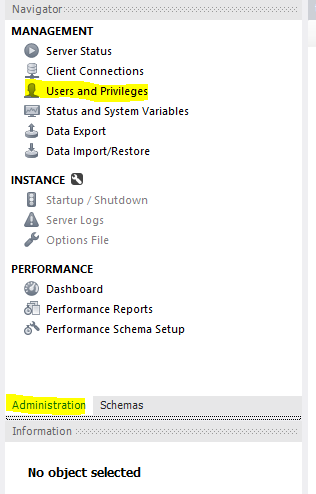 Navigator
MANAGEMENT
Server Status
Client Connections
Users and Privileges
Status and System Variables
Data Export
Data Import/Restore
INSTANCE
Startup / Shutdown
Server Logs
Options File
PERFORMANCE
Dashboard
Performance Reports
Performance Schema Setup
Administration Schemas
Information
No object selected